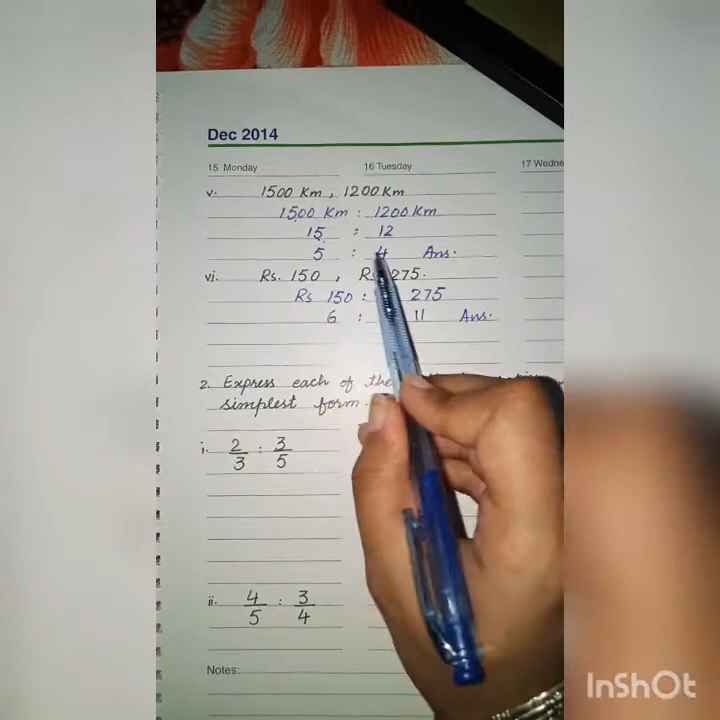 Dec 2014
15 Monday 16 Tuesday 17 Wedne
v. 1500 Km , 1200 Km
1500 Km : 1200 Km
15 : 12
5 : 4 Ans.
vi. Rs. 150 , R 275.
Rs 150 : 275
6 : 11 Ans.
2. Express each of the
simplest form.
i. 2/3 : 3/5
ii. 4/5 : 3/4
Notes:
InShOt